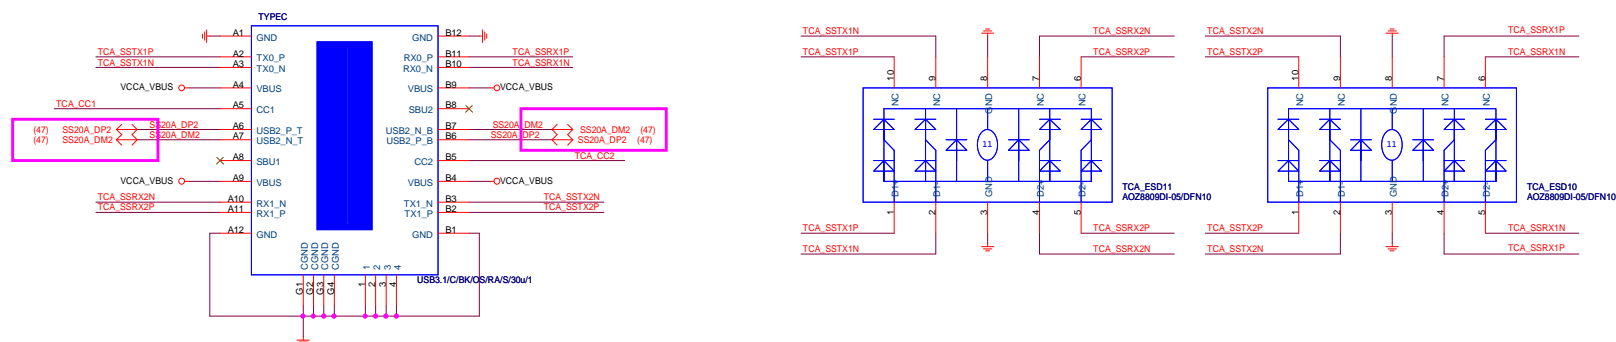 TYPEC
A1 GND GND B12
TCA_SSTX1P A2 TX0_P RX0_P B11 TCA_SSRX1P
TCA_SSTX1N A3 TX0_N RX0_N B10 TCA_SSRX1N
VCCA_VBUS A4 VBUS VBUS B9 VCCA_VBUS
TCA_CC1 A5 CC1 SBU2 B8
(47) SS20A_DP2 SS20A_DP2 A6 USB2_P_T USB2_N_B B7 SS20A_DM2 SS20A_DM2 (47)
(47) SS20A_DM2 SS20A_DM2 A7 USB2_N_T USB2_P_B B6 SS20A_DP2 SS20A_DP2 (47)
A8 SBU1 CC2 B5 TCA_CC2
VCCA_VBUS A9 VBUS VBUS B4 VCCA_VBUS
TCA_SSRX2N A10 RX1_N TX1_N B3 TCA_SSTX2N
TCA_SSRX2P A11 RX1_P TX1_P B2 TCA_SSTX2P
A12 GND GND B1
CGND CGND CGND CGND 1 2 3 4
G1 G2 G3 G4 1 2 3 4
USB3.1/C/BK/OS/RA/S/30u/1
TCA_SSTX1N TCA_SSRX2N
TCA_SSTX1P TCA_SSRX2P
10 9 8 7 6
NC NC GND NC NC
11
D1+ D1- GND D2+ D2-
1 2 3 4 5
TCA_ESD11
AOZ8809DI-05/DFN10
TCA_SSTX1P TCA_SSRX2P
TCA_SSTX1N TCA_SSRX2N
TCA_SSTX2N TCA_SSRX1P
TCA_SSTX2P TCA_SSRX1N
10 9 8 7 6
NC NC GND NC NC
11
D1+ D1- GND D2+ D2-
1 2 3 4 5
TCA_ESD10
AOZ8809DI-05/DFN10
TCA_SSTX2P TCA_SSRX1N
TCA_SSTX2N TCA_SSRX1P